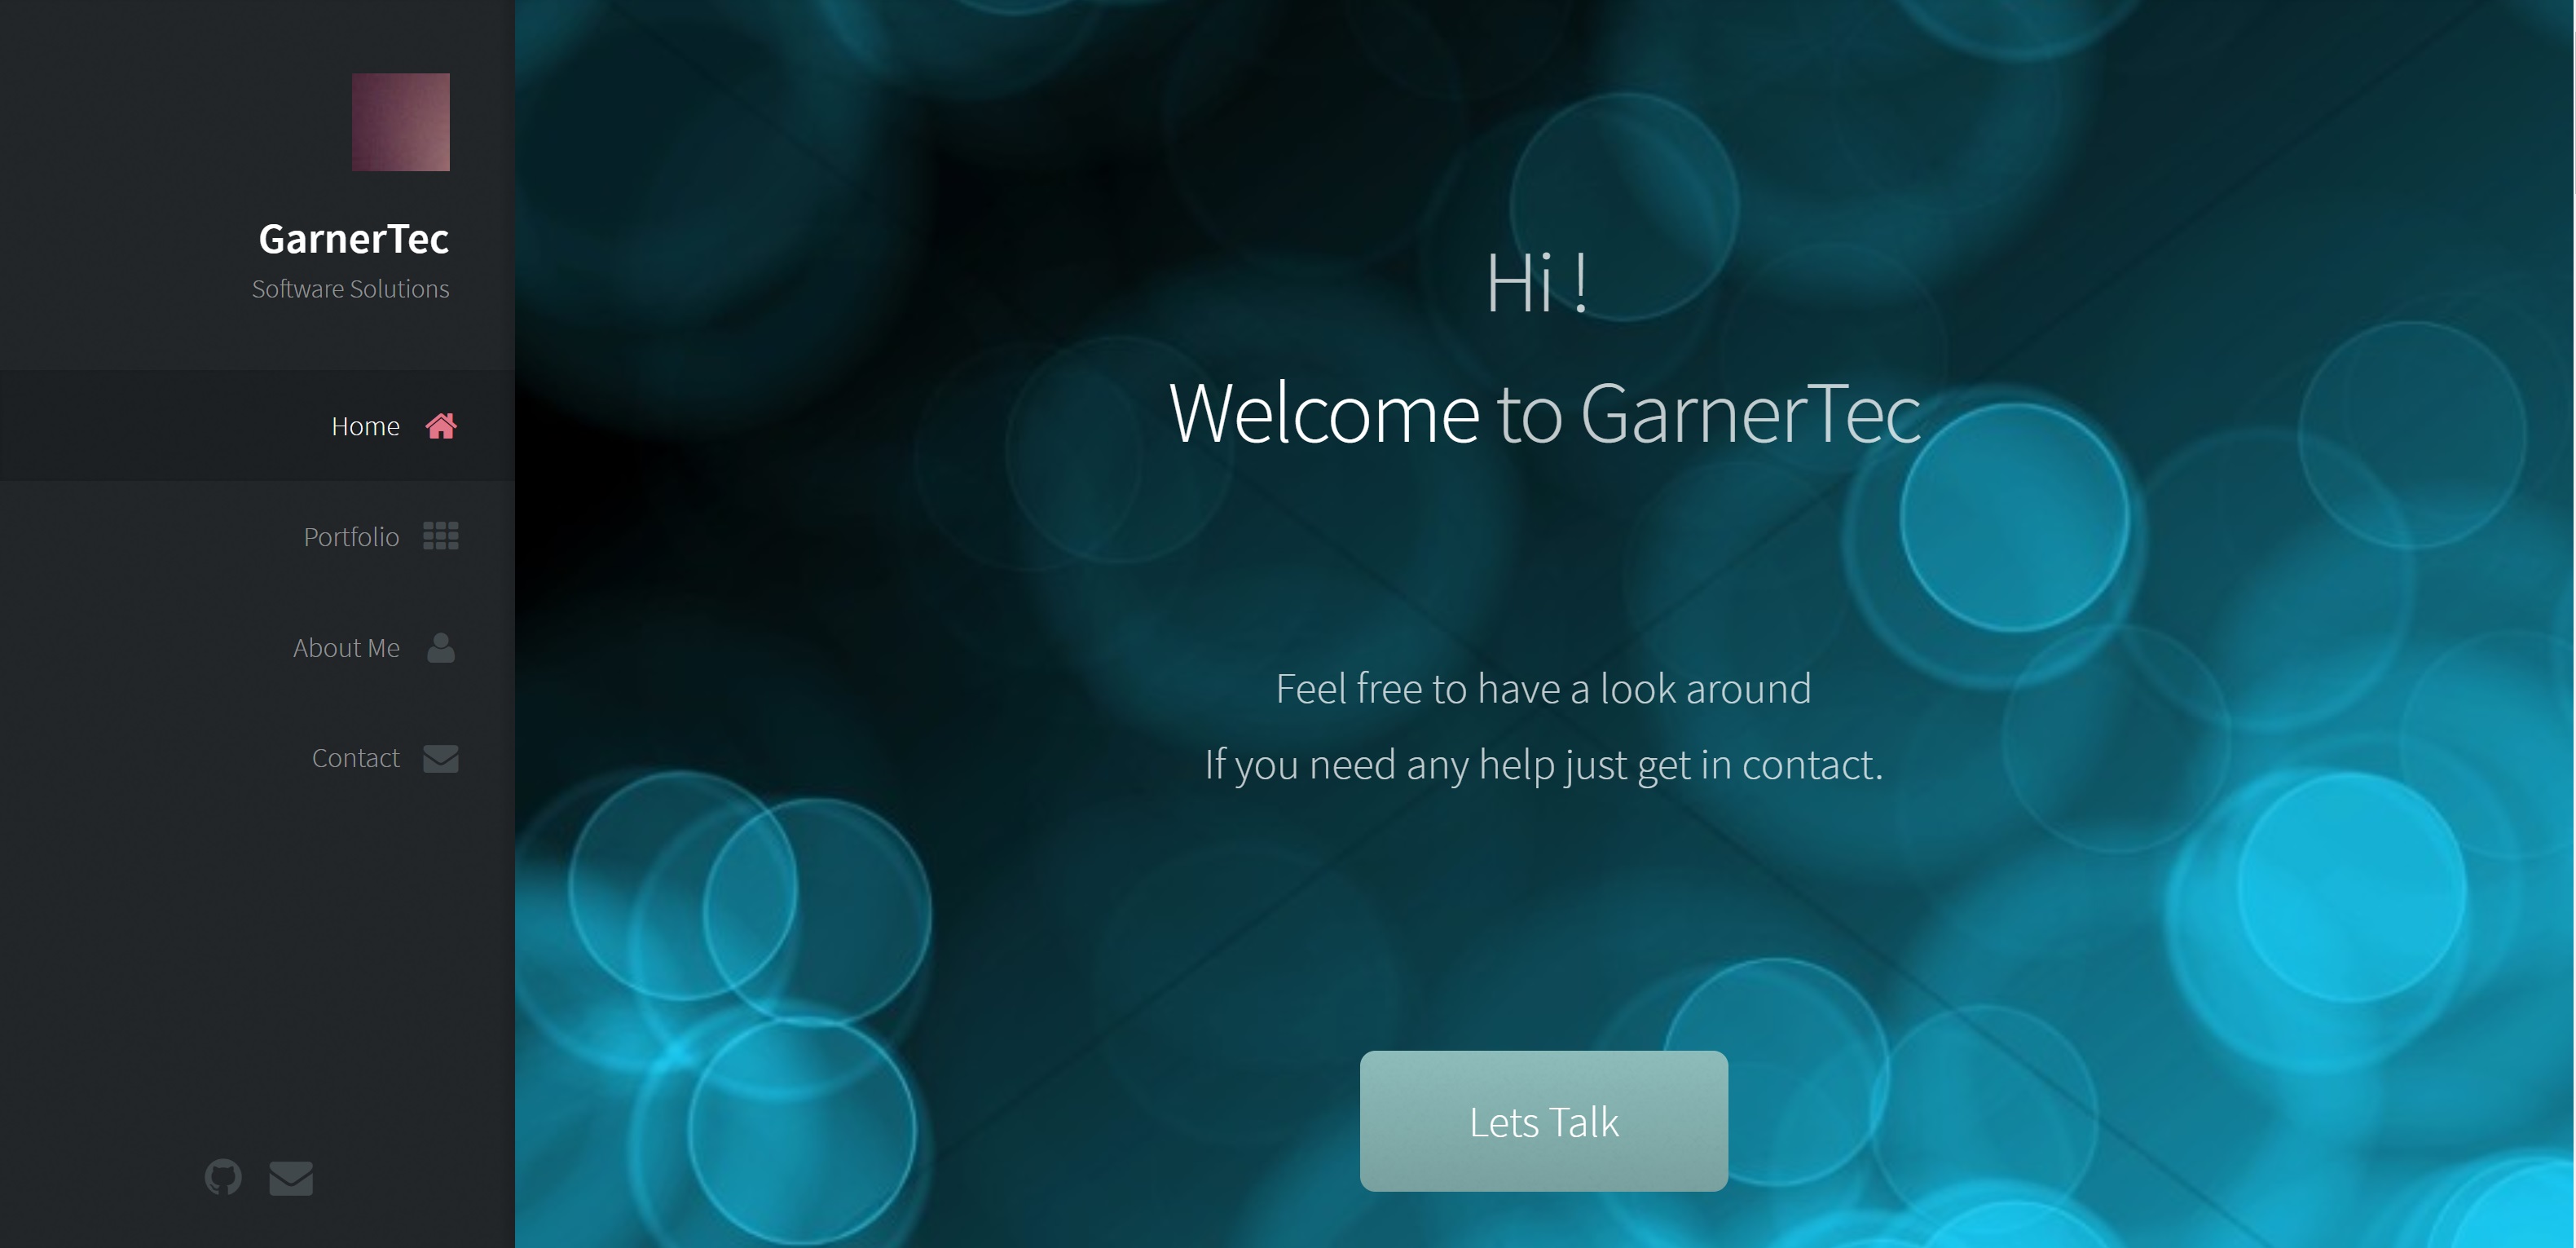 GarnerTec
Software Solutions
Home
Portfolio
About Me
Contact
Hi !
Welcome to GarnerTec
Feel free to have a look around
If you need any help just get in contact.
Lets Talk